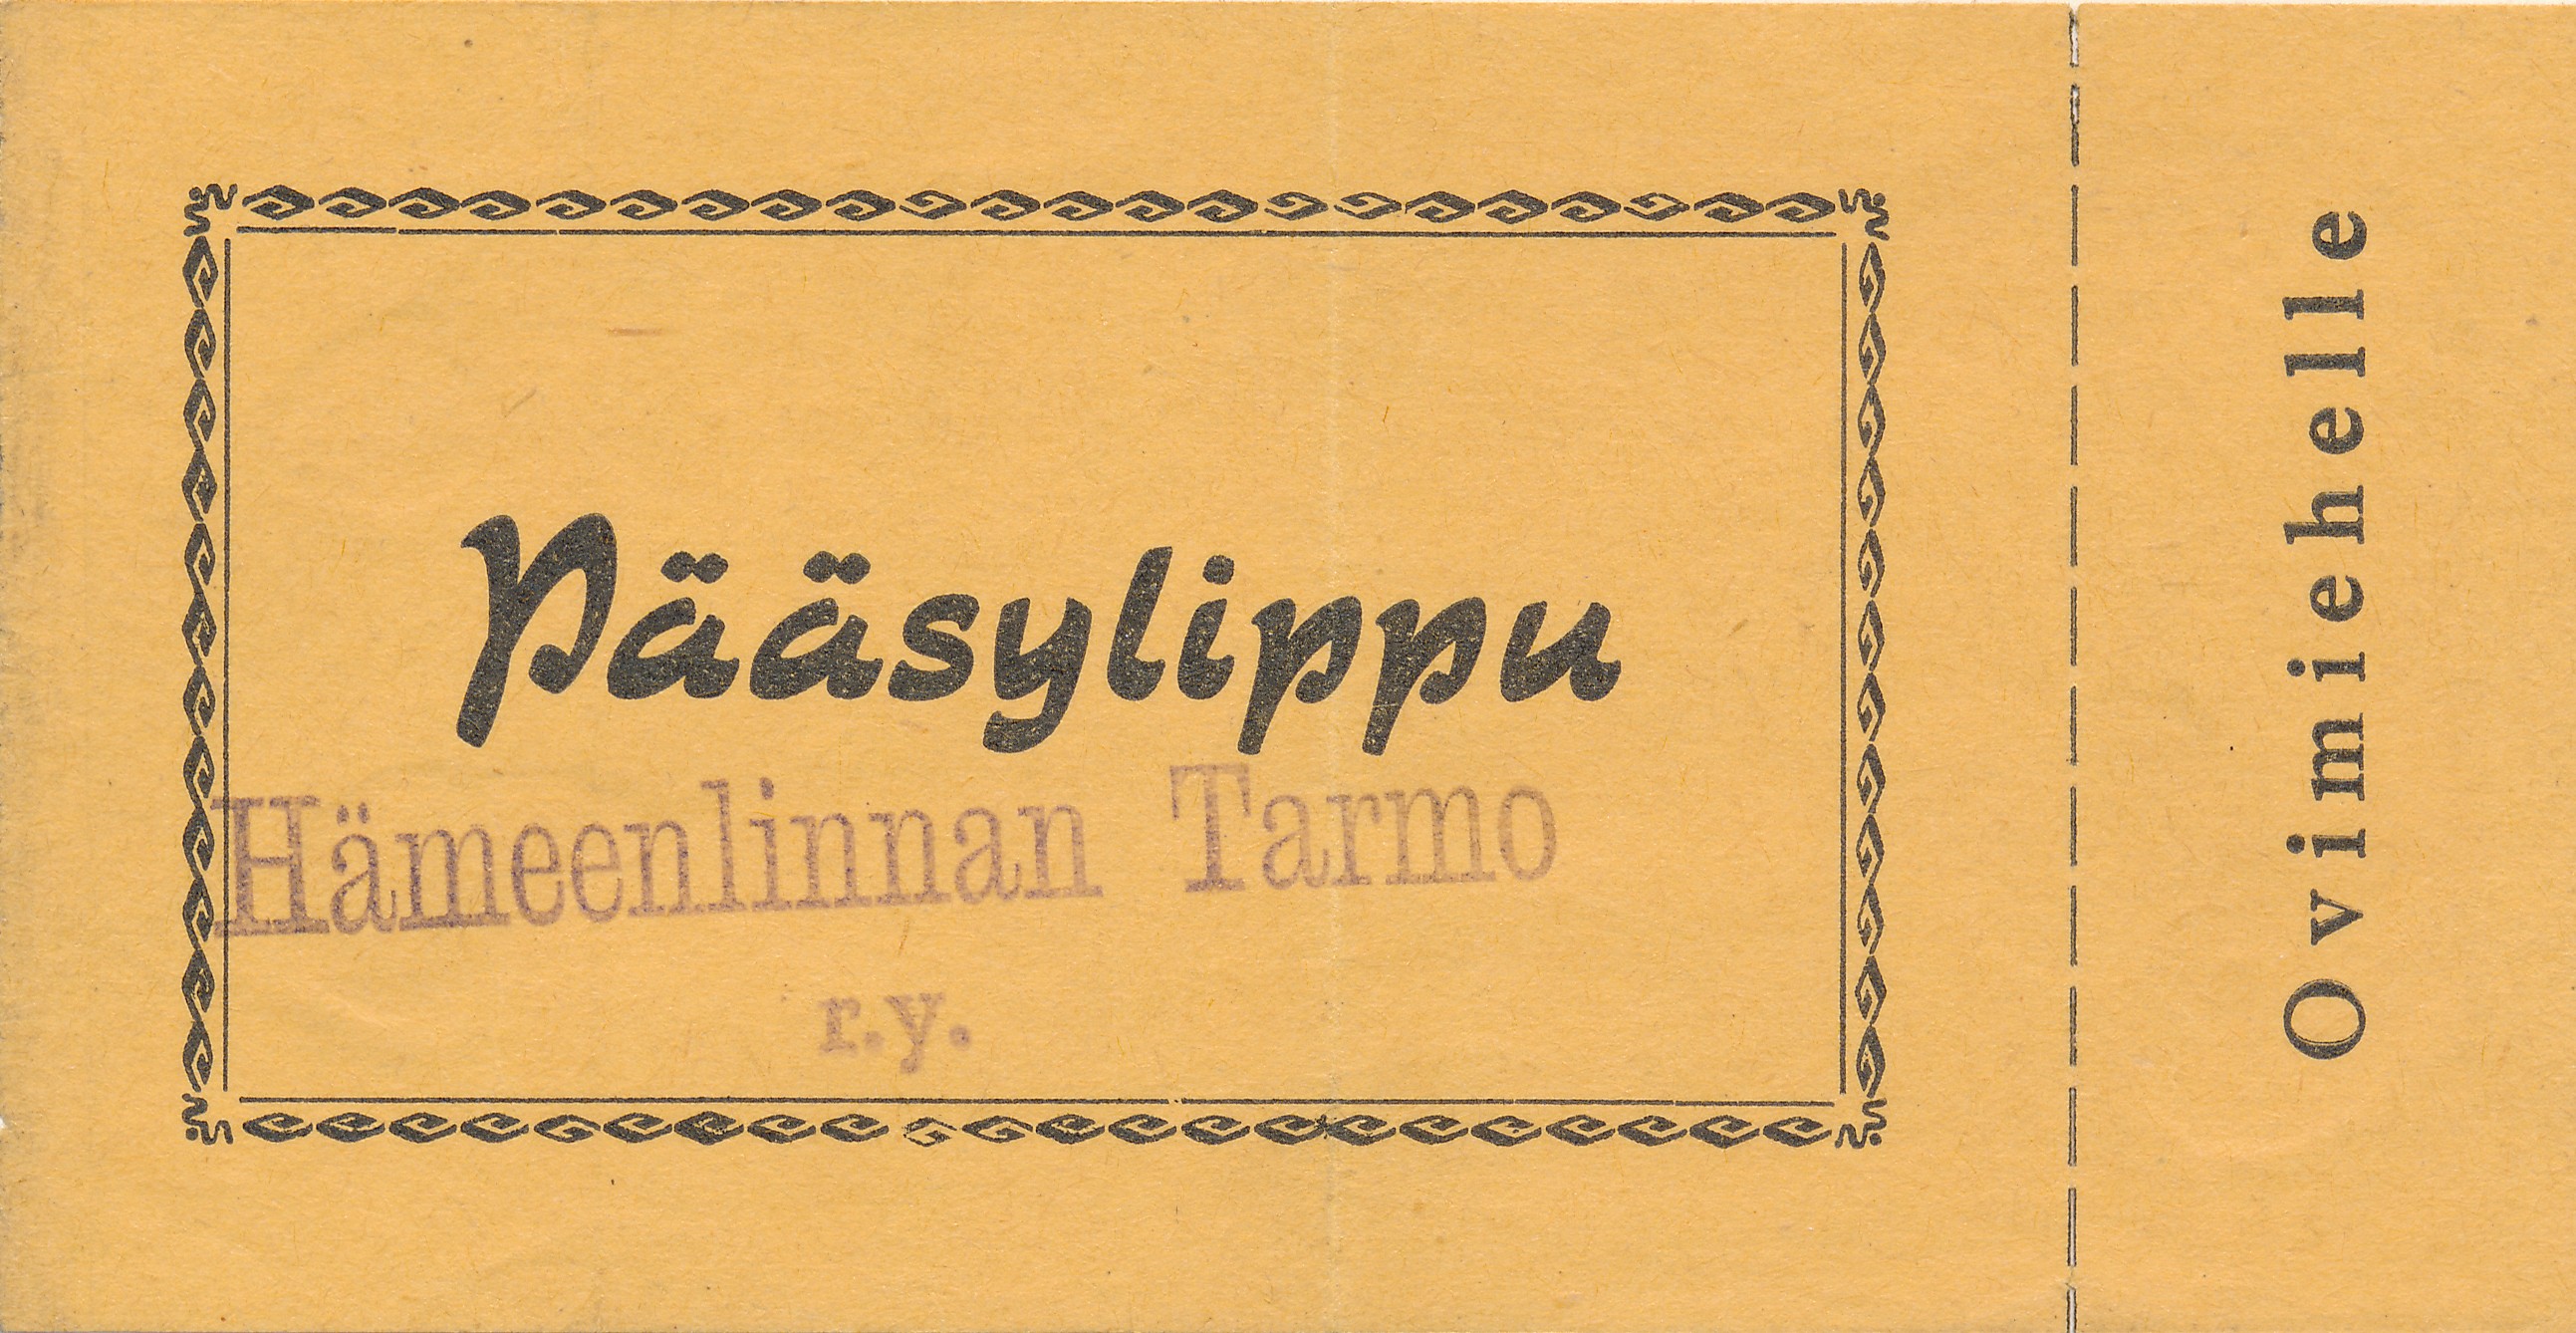 Pääsylippu
Hämeenlinnan Tarmo
r.y.
Ovimiehelle